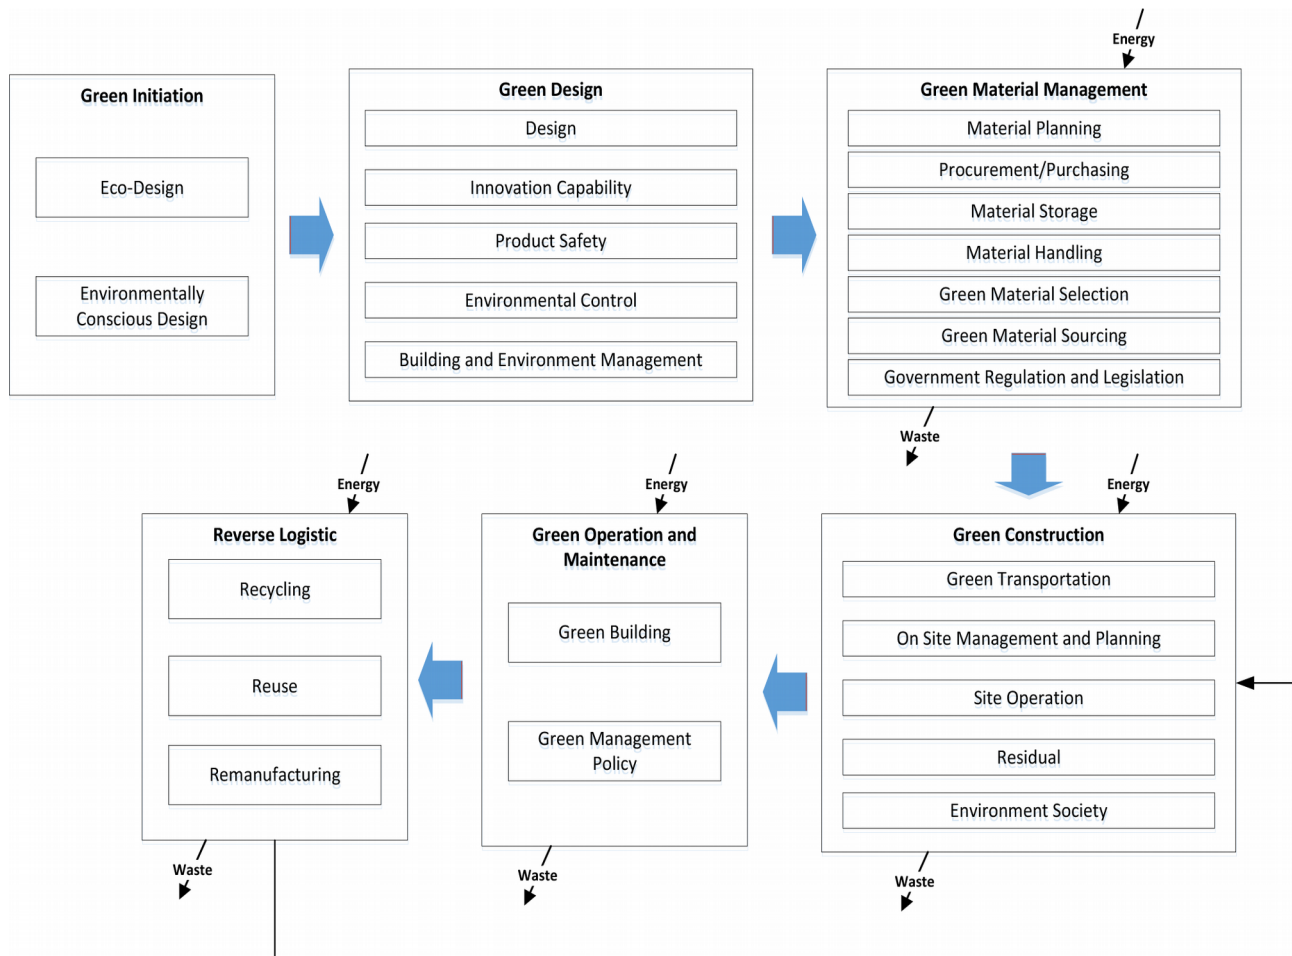 Energy
Green Initiation
Eco-Design
Environmentally
Conscious Design
Green Design
Design
Innovation Capability
Product Safety
Environmental Control
Building and Environment Management
Green Material Management
Material Planning
Procurement/Purchasing
Material Storage
Material Handling
Green Material Selection
Green Material Sourcing
Government Regulation and Legislation
Waste
Energy
Reverse Logistic
Recycling
Reuse
Remanufacturing
Waste
Energy
Green Operation and
Maintenance
Green Building
Green Management
Policy
Waste
Energy
Green Construction
Green Transportation
On Site Management and Planning
Site Operation
Residual
Environment Society
Waste